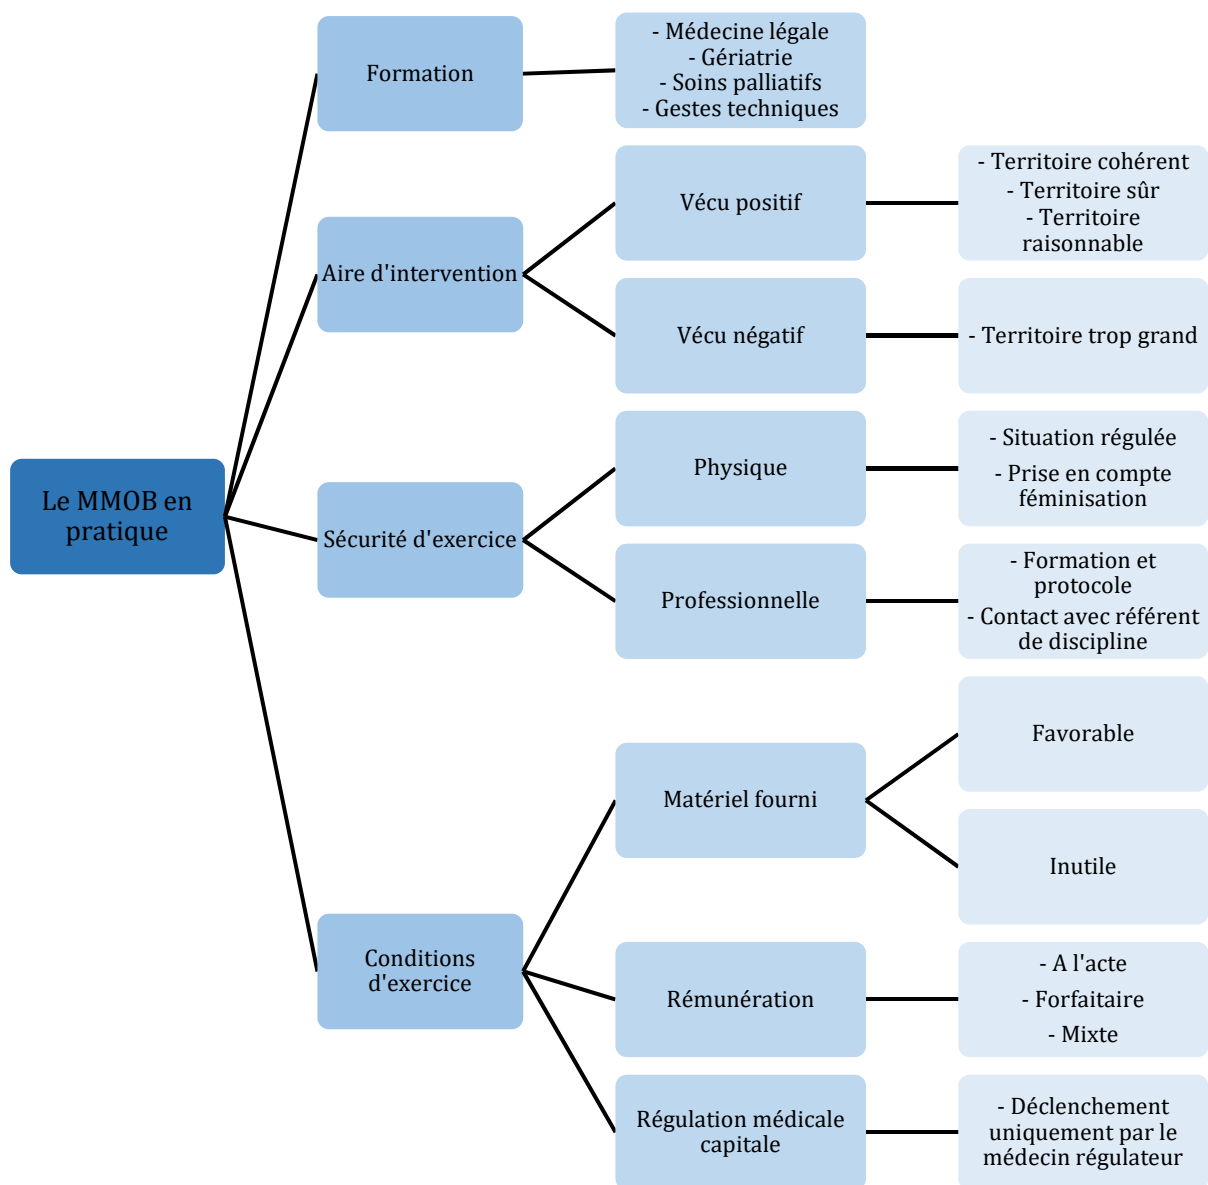 Le MMOB en
pratique
Formation
- Médecine légale
- Gériatrie
- Soins palliatifs
- Gestes techniques
Aire d'intervention
Vécu positif
- Territoire cohérent
- Territoire sûr
- Territoire
raisonnable
Vécu négatif
- Territoire trop grand
Sécurité d'exercice
Physique
- Situation régulée
- Prise en compte
féminisation
Professionnelle
- Formation et
protocole
- Contact avec référent
de discipline
Conditions
d'exercice
Matériel fourni
Favorable
Inutile
Rémunération
- A l'acte
- Forfaitaire
- Mixte
Régulation médicale
capitale
- Déclenchement
uniquement par le
médecin régulateur